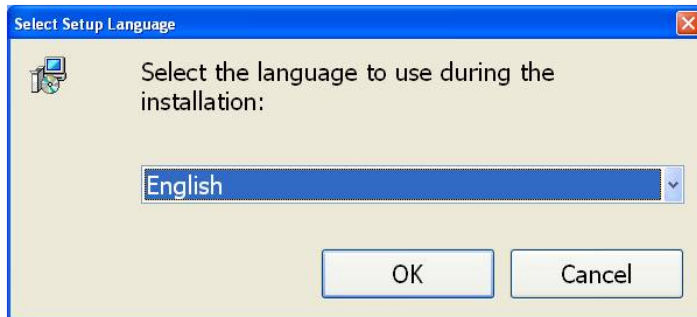 Select Setup Language
Select the language to use during the
installation:
English
OK
Cancel